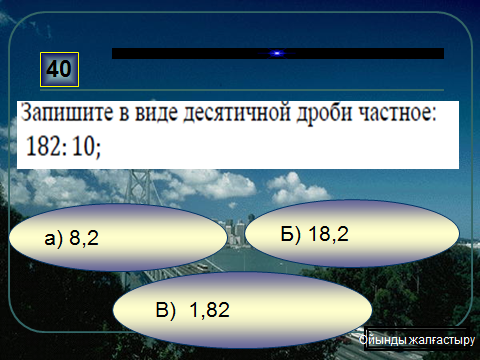 40
Запишите в виде десятичной дроби частное:
182: 10;
а) 8,2
Б) 18,2
В) 1,82
Ойынды жалғастыру